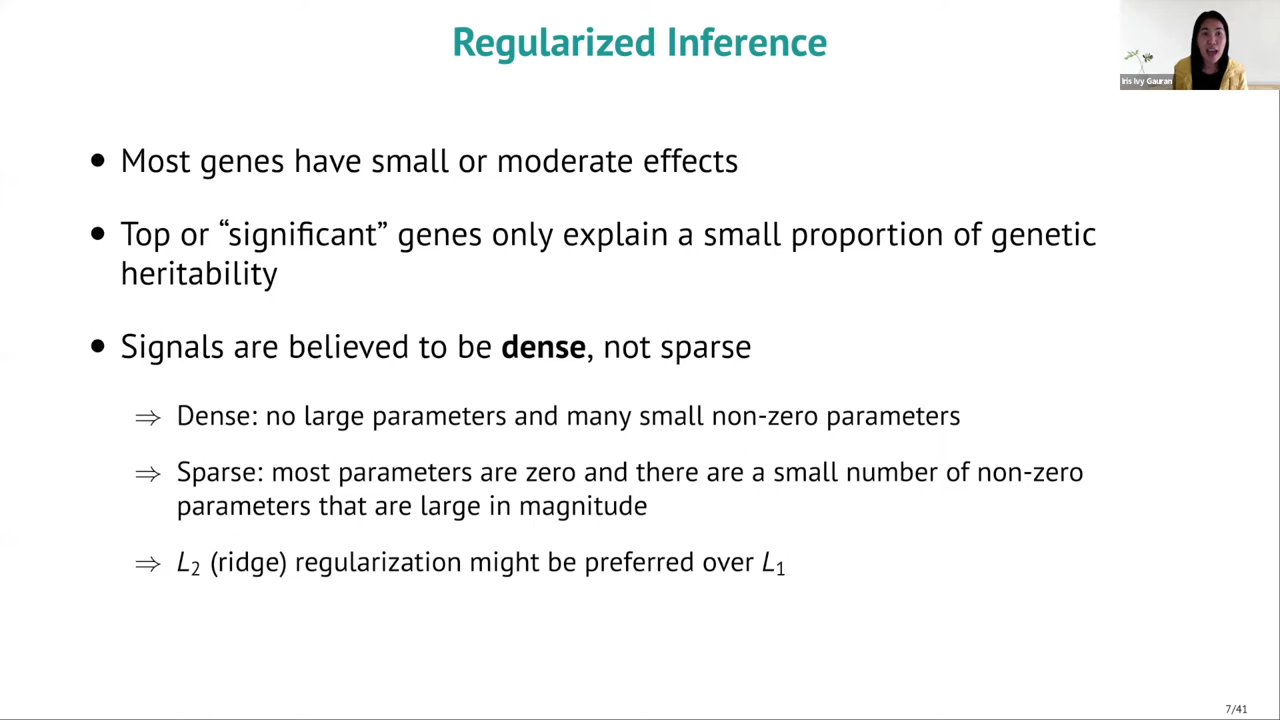 Regularized Inference
Iris Ivy Gauran
• Most genes have small or moderate effects
• Top or “significant” genes only explain a small proportion of genetic
heritability
• Signals are believed to be dense, not sparse
⇒ Dense: no large parameters and many small non-zero parameters
⇒ Sparse: most parameters are zero and there are a small number of non-zero
parameters that are large in magnitude
⇒ L₂ (ridge) regularization might be preferred over L₁
7/41